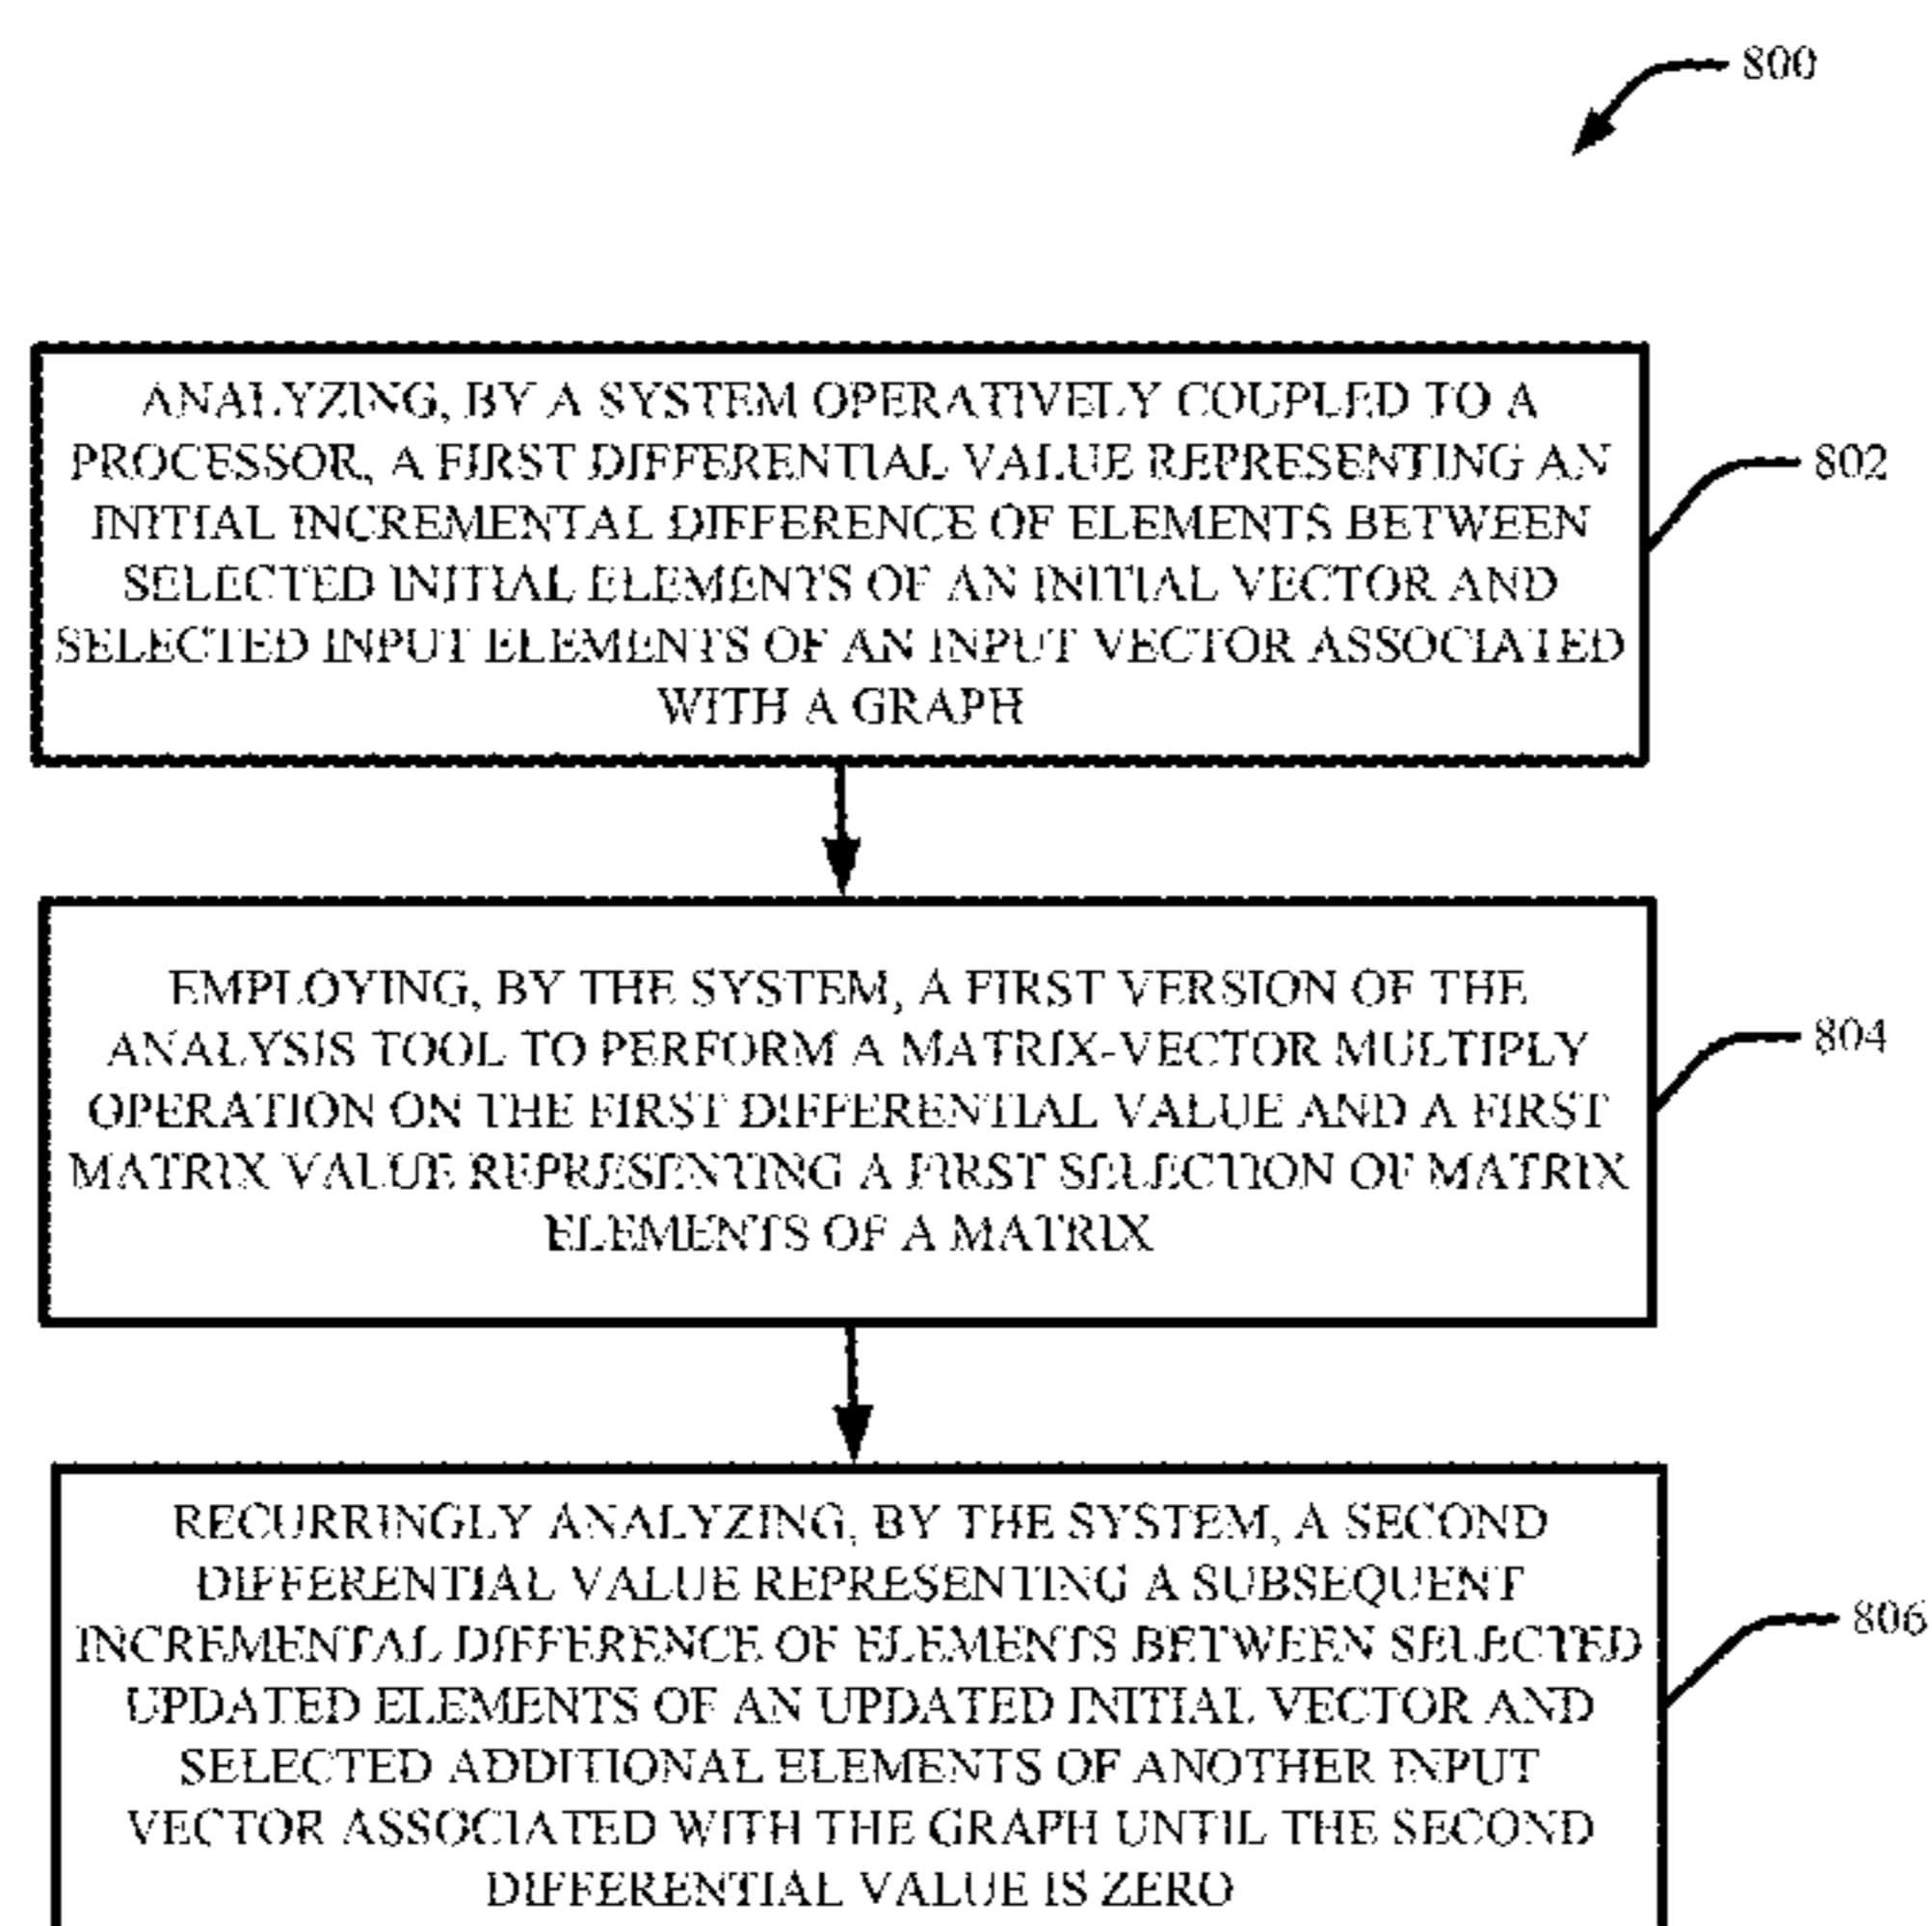 800
ANALYZING, BY A SYSTEM OPERATIVELY COUPLED TO A
PROCESSOR, A FIRST DIFFERENTIAL VALUE REPRESENTING AN
INITIAL INCREMENTAL DIFFERENCE OF ELEMENTS BETWEEN
SELECTED INITIAL ELEMENTS OF AN INITIAL VECTOR AND
SELECTED INPUT ELEMENTS OF AN INPUT VECTOR ASSOCIATED
WITH A GRAPH
802
EMPLOYING, BY THE SYSTEM, A FIRST VERSION OF THE
ANALYSIS TOOL TO PERFORM A MATRIX-VECTOR MULTIPLY
OPERATION ON THE FIRST DIFFERENTIAL VALUE AND A FIRST
MATRIX VALUE REPRESENTING A FIRST SELECTION OF MATRIX
ELEMENTS OF A MATRIX
804
RECURRINGLY ANALYZING, BY THE SYSTEM, A SECOND
DIFFERENTIAL VALUE REPRESENTING A SUBSEQUENT
INCREMENTAL DIFFERENCE OF ELEMENTS BETWEEN SELECTED
UPDATED ELEMENTS OF AN UPDATED INITIAL VECTOR AND
SELECTED ADDITIONAL ELEMENTS OF ANOTHER INPUT
VECTOR ASSOCIATED WITH THE GRAPH UNTIL THE SECOND
DIFFERENTIAL VALUE IS ZERO
806